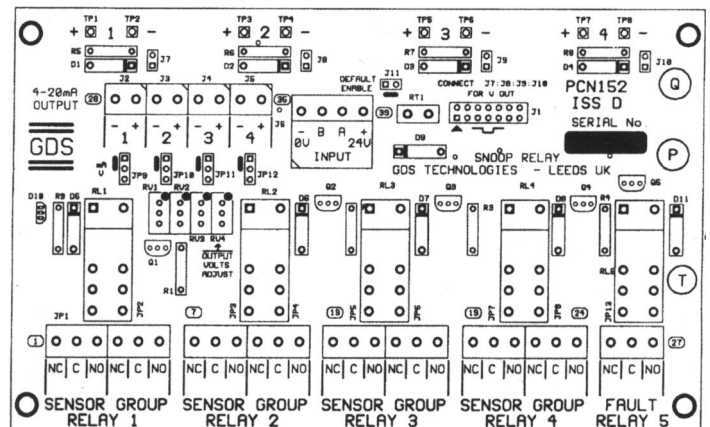 TP1 TP2 TP3 TP4 TP5 TP6 TP7 TP8
+ 1 - + 2 - + 3 - + 4 -
R5 J7 R6 J8 R7 J9 R8 J10
D1 D2 D3 D4
J2 J3 J4 J5
DEFAULT J11
ENABLE
CONNECT J7:J8:J9:J10
FOR V OUT
PCN152
ISS D
Q
4-20mA
OUTPUT
28 35 39
RT1 J1
J6
SERIAL No.
- + - + - + - +
1 2 3 4
- B A +
0V 24V
INPUT
D9
GDS
SNOOP RELAY
GDS TECHNOLOGIES - LEEDS UK
P
mA
V
JP9 JP10 JP11 JP12
D10 R9 D5 RL1 RV1 RV2 RL2 D6 Q2 RL3 D7 Q3 RL4 D8 Q4 Q5 D11
RV3 RV4
R3 R4
Q1
OUTPUT
VOLTS
ADJUST
R1
RL5
T
JP1 JP2 7 JP3 JP4 JP5 JP6 JP7 JP8 24 JP13
1 27
NC C NO NC C NO NC C NO NC C NO NC C NO NC C NO NC C NO NC C NO NC C NO
SENSOR GROUP SENSOR GROUP SENSOR GROUP SENSOR GROUP FAULT
RELAY 1 RELAY 2 RELAY 3 RELAY 4 RELAY 5